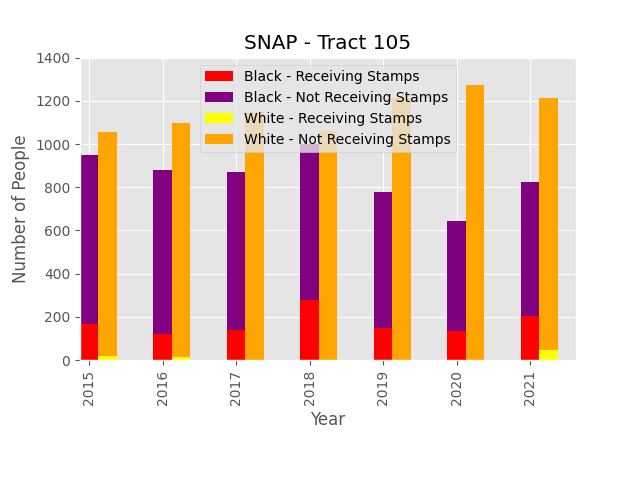 SNAP - Tract 105
Black - Receiving Stamps
Black - Not Receiving Stamps
White - Receiving Stamps
White - Not Receiving Stamps
Number of People
1400
1200
1000
800
600
400
200
0
2015
2016
2017
2018
2019
2020
2021
Year